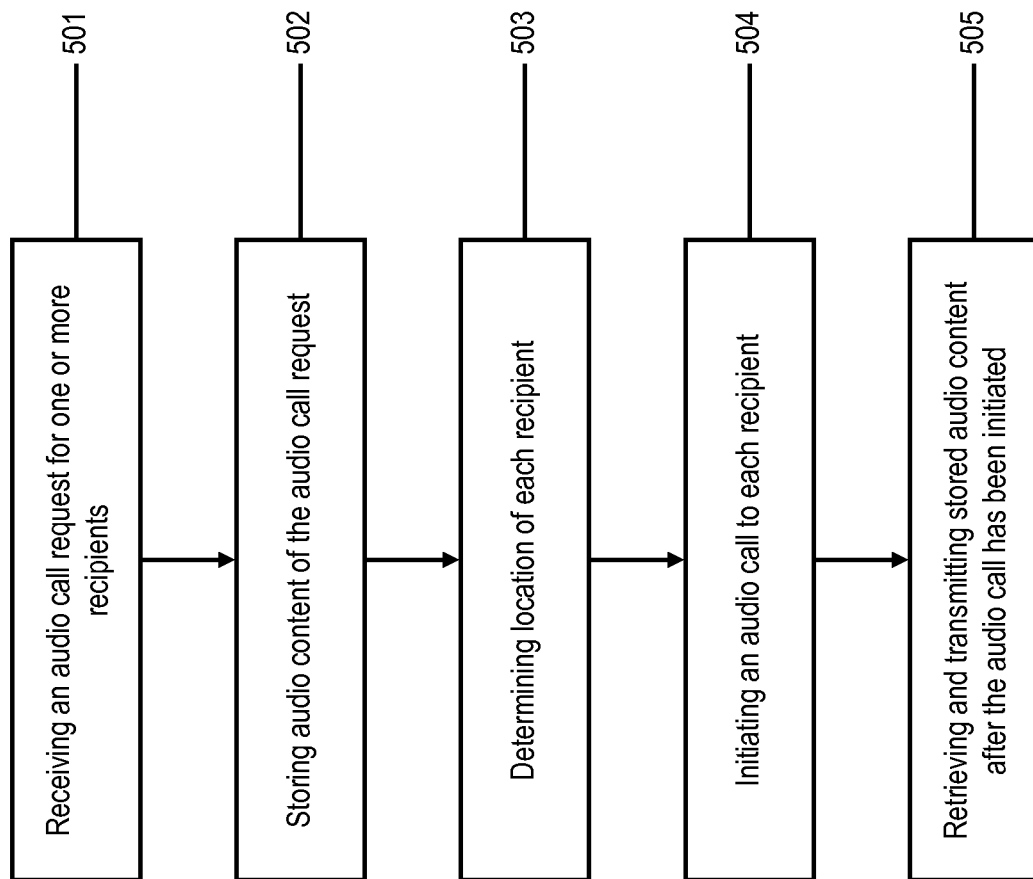 Receiving an audio call request for one or more
recipients
501
Storing audio content of the audio call request
502
Determining location of each recipient
503
Initiating an audio call to each recipient
504
Retrieving and transmitting stored audio content
after the audio call has been initiated
505